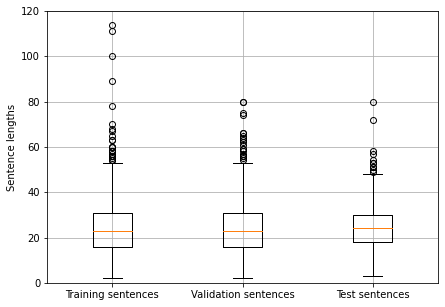 120
100
80
60
40
20
0
Sentence lengths
Training sentences
Validation sentences
Test sentences